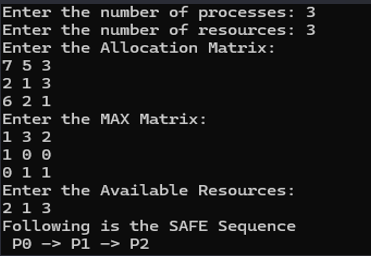 Enter the number of processes: 3
Enter the number of resources: 3
Enter the Allocation Matrix:
7 5 3
2 1 3
6 2 1
Enter the MAX Matrix:
1 3 2
1 0 0
0 1 1
Enter the Available Resources:
2 1 3
Following is the SAFE Sequence
 P0 -> P1 -> P2